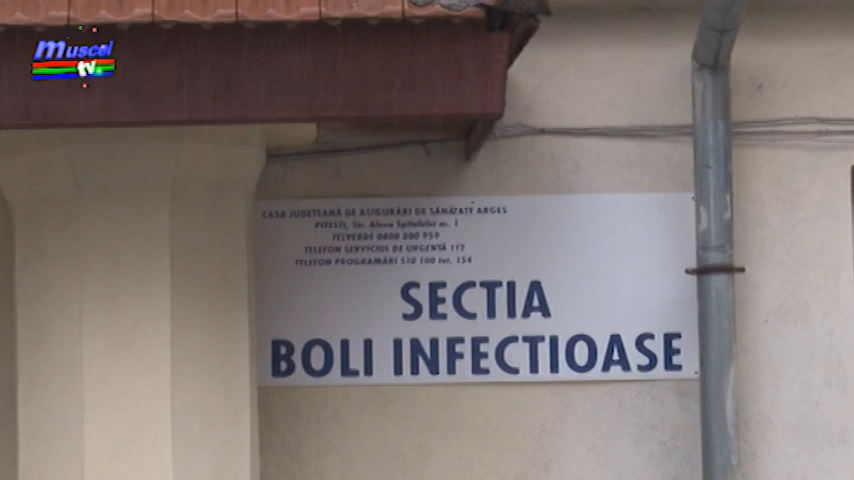 Muscel
tv
CASA JUDEȚEANĂ DE ASIGURĂRI DE SĂNĂTATE ARGEȘ
PITEȘTI, Str. Aleea Spitalului nr. 1
TELVERDE 0800 800 959
TELEFON SERVICIUL DE URGENȚĂ 112
TELEFON PROGRAMĂRI 510 100 int. 154
SECTIA
BOLI INFECTIOASE